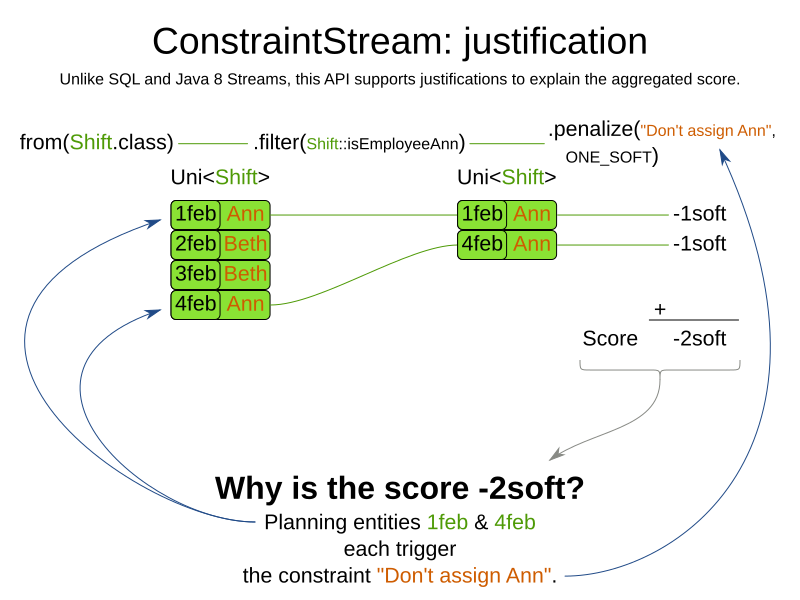 ConstraintStream: justification
Unlike SQL and Java 8 Streams, this API supports justifications to explain the aggregated score.
from(Shift.class)
.filter(Shift::isEmployeeAnn)
.penalize("Don't assign Ann",
ONE_SOFT)
Uni<Shift>
Uni<Shift>
1feb Ann
1feb Ann
-1soft
2feb Beth
4feb Ann
-1soft
3feb Beth
4feb Ann
+
Score -2soft
Why is the score -2soft?
Planning entities 1feb & 4feb
each trigger
the constraint "Don't assign Ann".